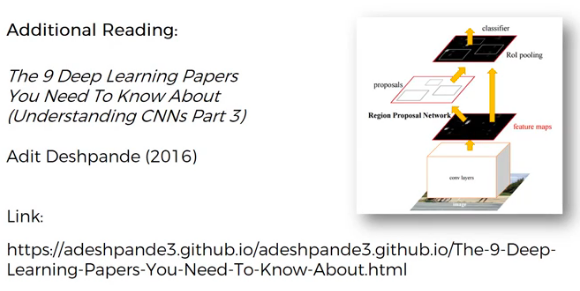 Additional Reading:
The 9 Deep Learning Papers
You Need To Know About
(Understanding CNNs Part 3)
Adit Deshpande (2016)
Link:
https://adeshpande3.github.io/adeshpande3.github.io/The-9-Deep-
Learning-Papers-You-Need-To-Know-About.html
classifier
RoI pooling
proposals
Region Proposal Network
feature maps
conv layers
image